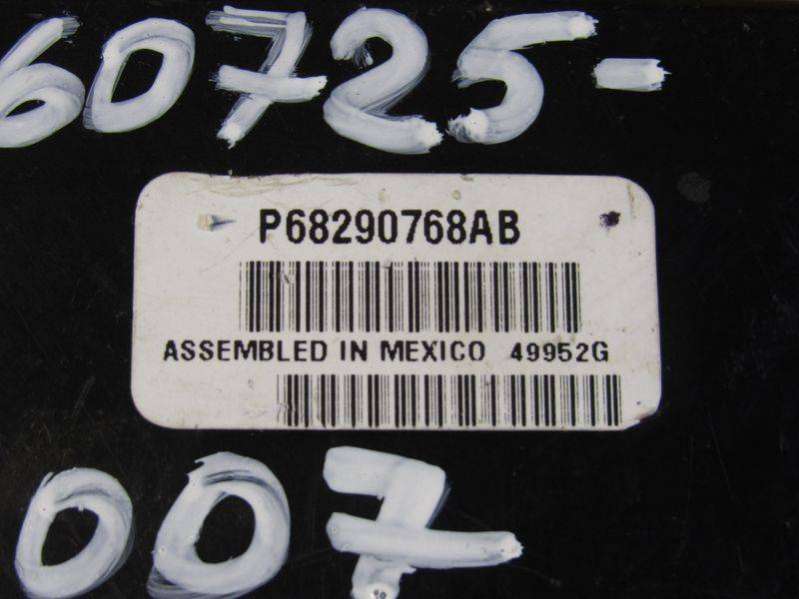 60725-
P68290768AB
ASSEMBLED IN MEXICO 49952G
007